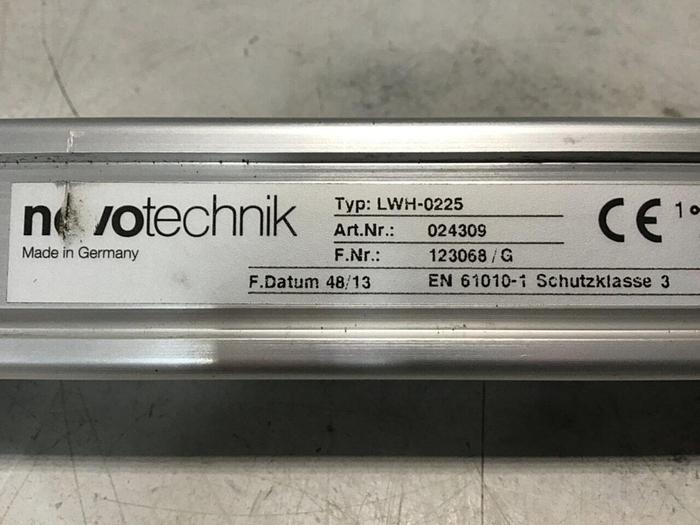 novotechnik
Made in Germany
Typ: LWH-0225
Art.Nr.: 024309
F.Nr.: 123068/G
F.Datum 48/13 EN 61010-1 Schutzklasse 3
CE
1